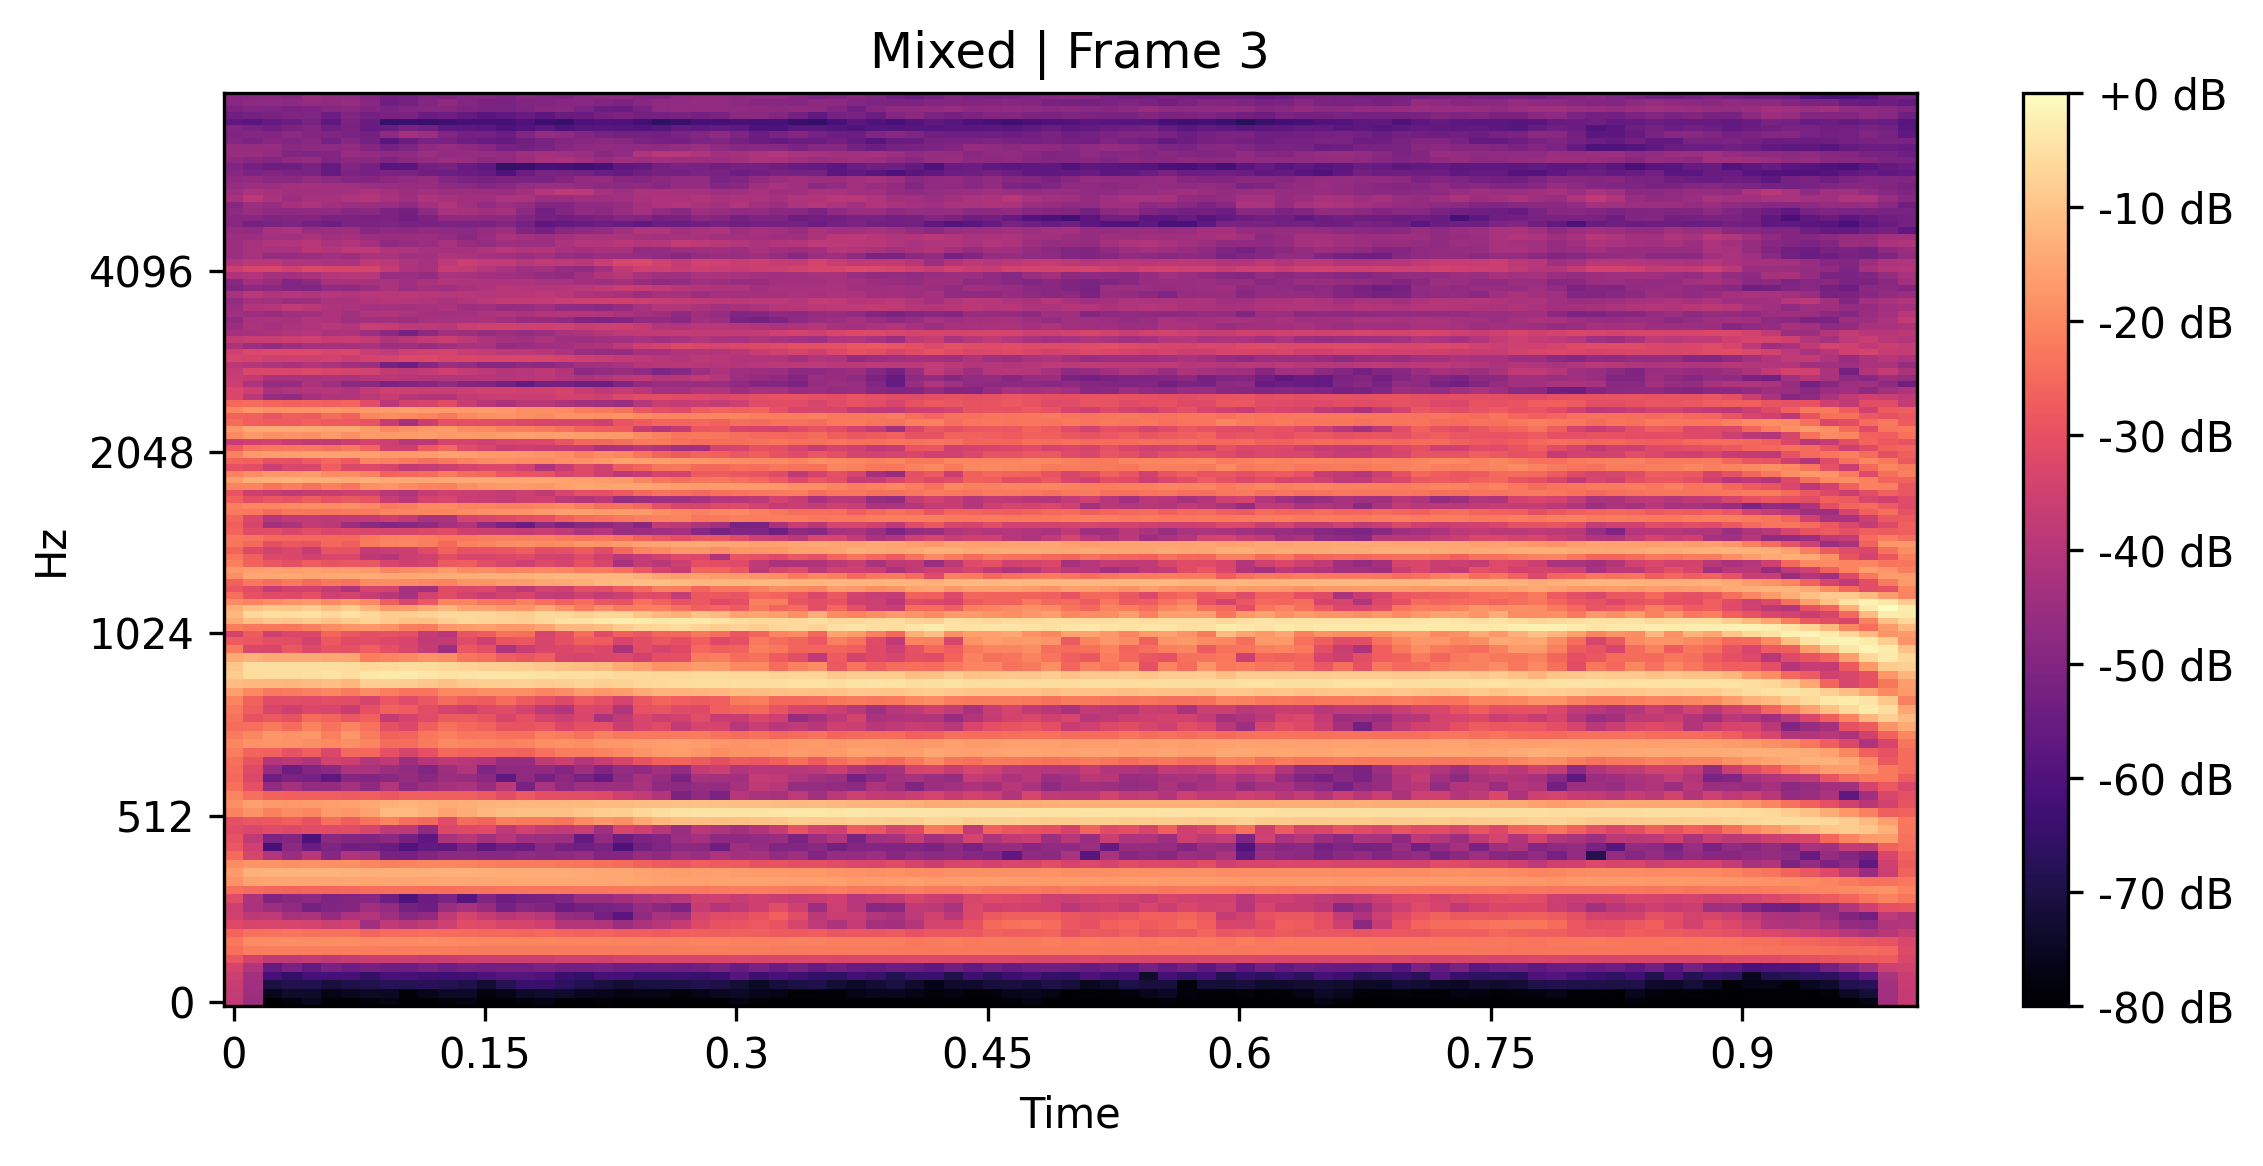 Mixed | Frame 3
Hz
4096
2048
1024
512
0
0 0.15 0.3 0.45 0.6 0.75 0.9
Time
+0 dB
-10 dB
-20 dB
-30 dB
-40 dB
-50 dB
-60 dB
-70 dB
-80 dB